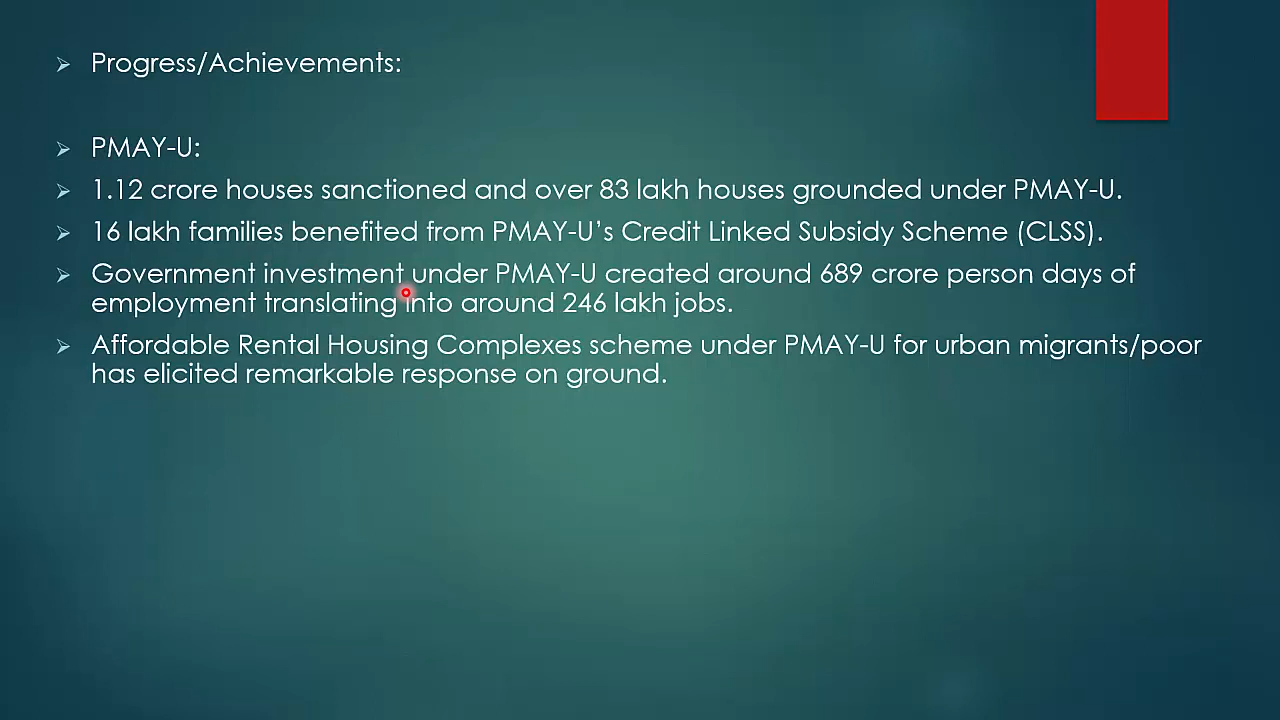 Progress/Achievements:
PMAY-U:
1.12 crore houses sanctioned and over 83 lakh houses grounded under PMAY-U.
16 lakh families benefited from PMAY-U’s Credit Linked Subsidy Scheme (CLSS).
Government investment under PMAY-U created around 689 crore person days of
employment translating into around 246 lakh jobs.
Affordable Rental Housing Complexes scheme under PMAY-U for urban migrants/poor
has elicited remarkable response on ground.